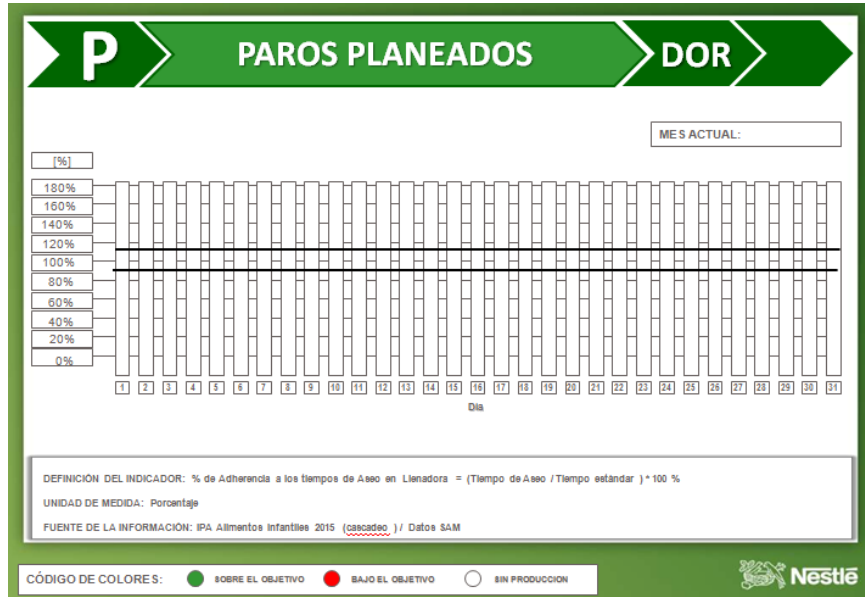 P PAROS PLANEADOS DOR
MES ACTUAL:
[%]
180%
160%
140%
120%
100%
80%
60%
40%
20%
0%
1 2 3 4 5 6 7 8 9 10 11 12 13 14 15 16 17 18 19 20 21 22 23 24 25 26 27 28 29 30 31
Dia
DEFINICIÓN DEL INDICADOR: % de Adherencia a los tiempos de Aseo en Llenadora = (Tiempo de Aseo / Tiempo estándar ) * 100 %
UNIDAD DE MEDIDA: Porcentaje
FUENTE DE LA INFORMACIÓN: IPA Alimentos Infantiles 2015 (cascadeo ) / Datos SAM
CÓDIGO DE COLORES: SOBRE EL OBJETIVO BAJO EL OBJETIVO SIN PRODUCCION
Nestlé